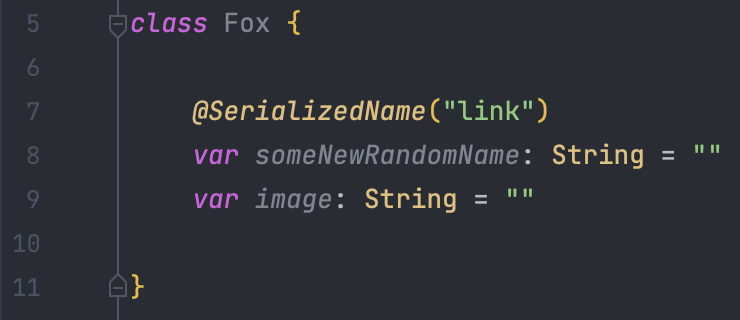 5 class Fox {
6
7 @SerializedName("link")
8 var someNewRandomName: String = ""
9 var image: String = ""
10
11 }